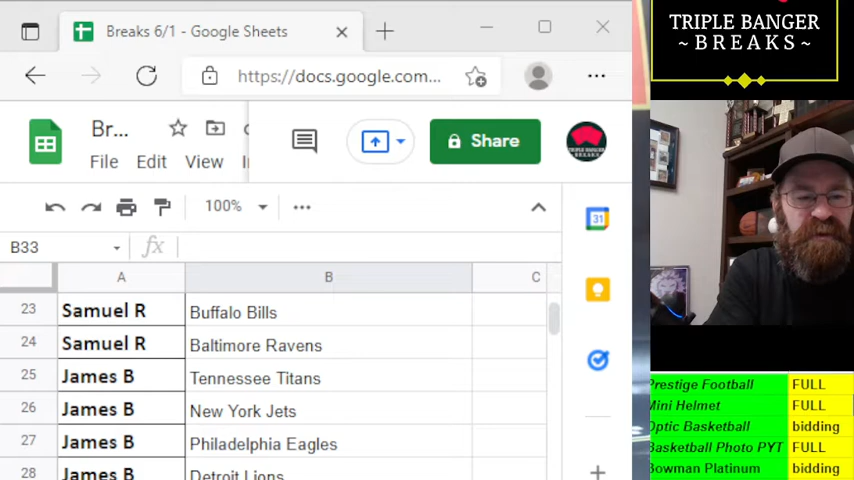 Breaks 6/1 - Google Sheets
https://docs.google.com...
Br...
File Edit View
Share
100%
B33
fx
A B C
23 Samuel R Buffalo Bills
24 Samuel R Baltimore Ravens
25 James B Tennessee Titans
26 James B New York Jets
27 James B Philadelphia Eagles
28 James B Detroit Lions
31
TRIPLE BANGER
~ B R E A K S ~
Prestige Football FULL
Mini Helmet FULL
Optic Basketball bidding
Basketball Photo PYT FULL
Bowman Platinum bidding